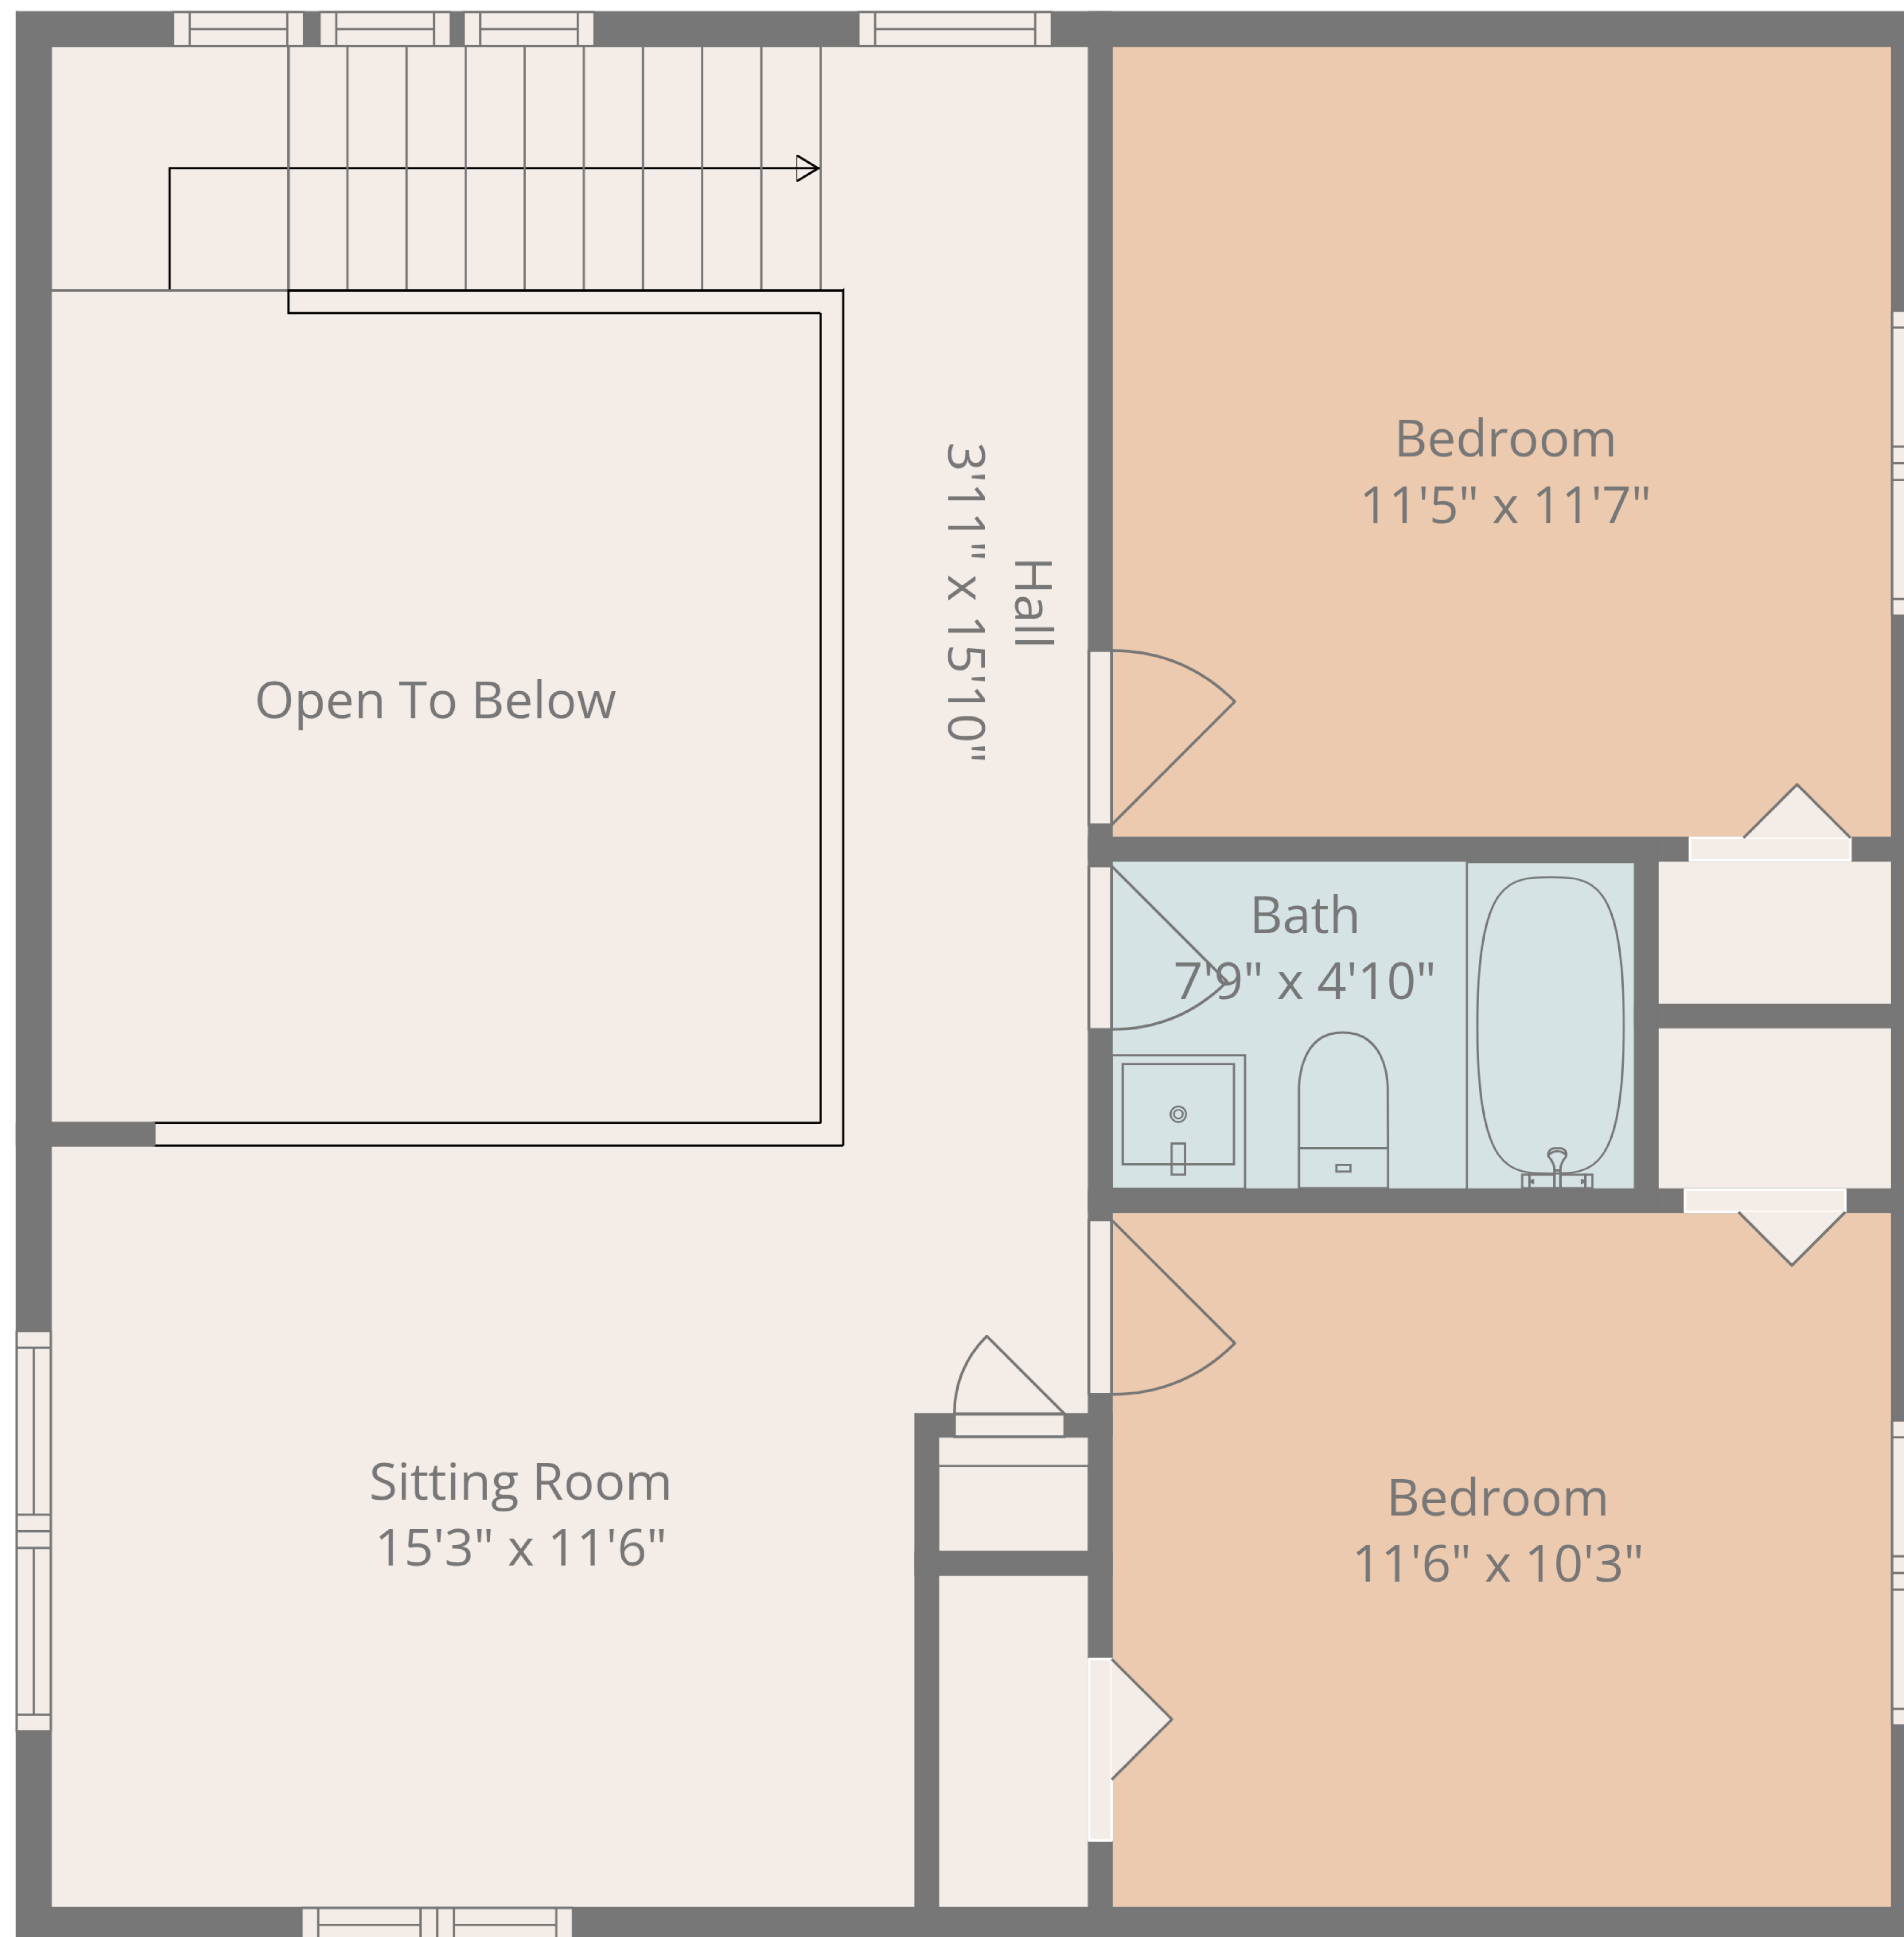 Bedroom
11'5" x 11'7"
Hall
3'11" x 15'10"
Open To Below
Bath
7'9" x 4'10"
Sitting Room
15'3" x 11'6"
Bedroom
11'6" x 10'3"